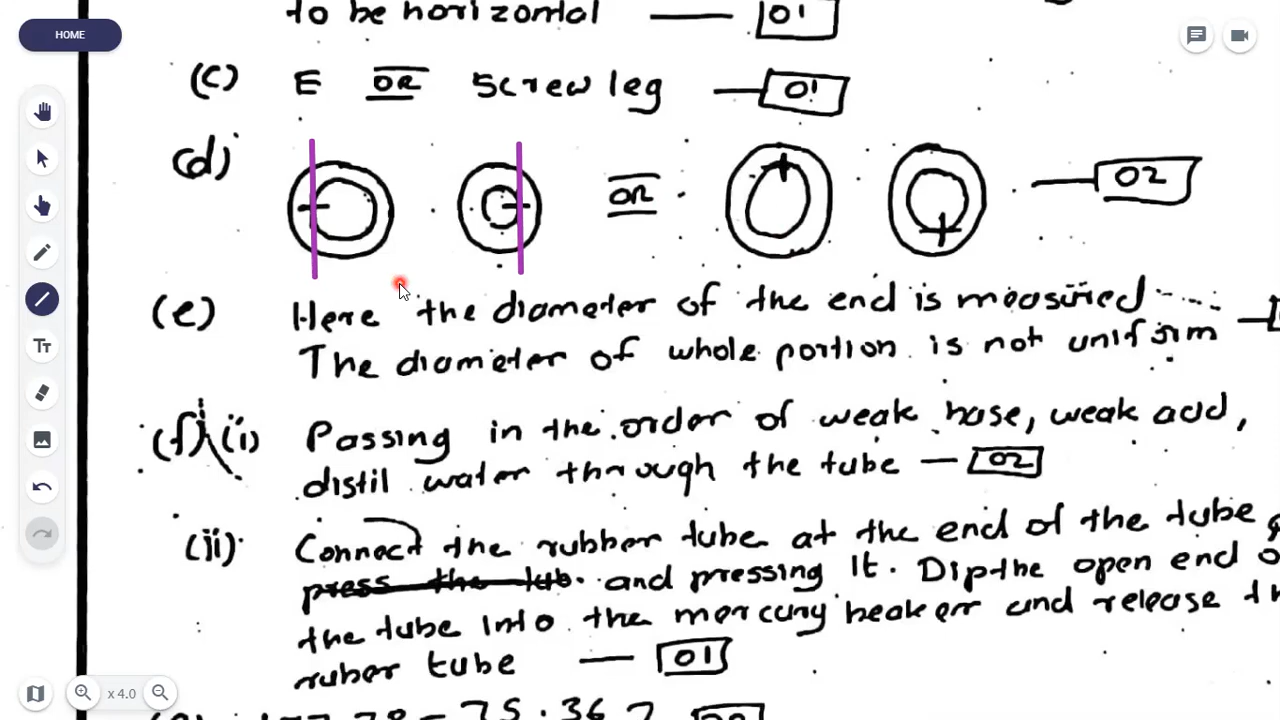 HOME
to be horizontal — 01
(c) E OR screw leg — 01
(d) OR — 02
(e) Here the diameter of the end is measured
The diameter of whole portion is not uniform —
(f) (i) Passing in the order of weak base, weak acid,
distil water through the tube — 02
(ii) Connect the rubber tube at the end of the tube
press the tub. and pressing it. Dip the open end
the tube into the mercury beaker and release
ruber tube — 01
75.36
Tт
x 4.0